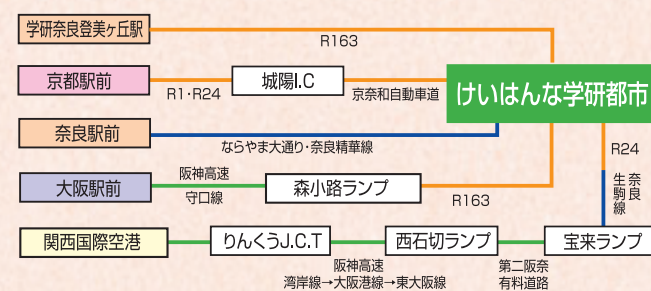 学研奈良登美ヶ丘駅
R163
京都駅前
R1・R24
城陽I.C
京奈和自動車道
けいはんな学研都市
奈良駅前
ならやま大通り・奈良精華線
R24
奈良
生駒線
大阪駅前
阪神高速
守口線
森小路ランプ
R163
関西国際空港
りんくうJ.C.T
阪神高速
湾岸線→大阪港線→東大阪線
西石切ランプ
第二阪奈
有料道路
宝来ランプ